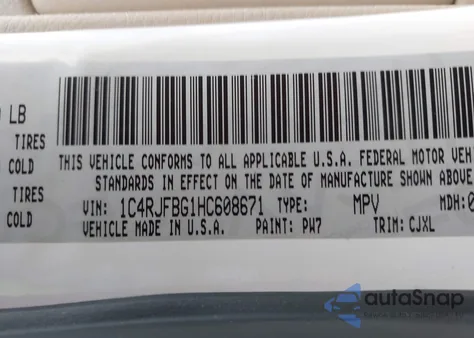 LB
TIRES
COLD
TIRES
COLD
THIS VEHICLE CONFORMS TO ALL APPLICABLE U.S.A. FEDERAL MOTOR
STANDARDS IN EFFECT ON THE DATE OF MANUFACTURE SHOWN ABOVE.
VIN: 1C4RJFBG1HC608671 TYPE: MPV MDH:
VEHICLE MADE IN U.S.A. PAINT: PW7 TRIM: CJXL
autoSnap